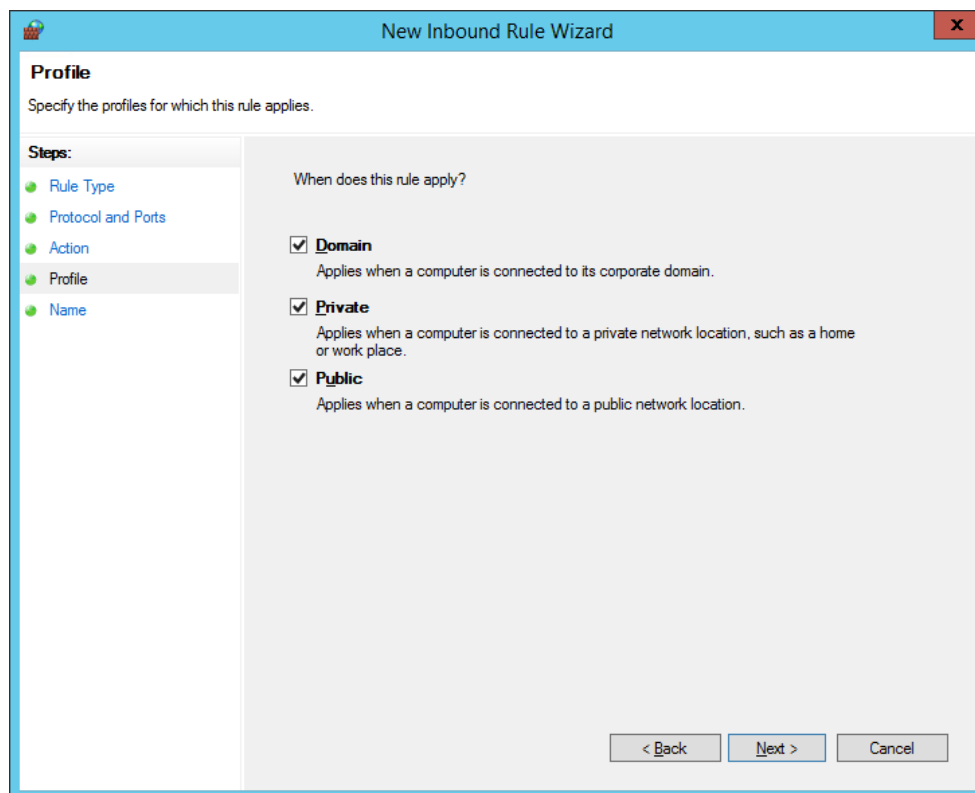 New Inbound Rule Wizard
x
Profile
Specify the profiles for which this rule applies.
Steps:
Rule Type
Protocol and Ports
Action
Profile
Name
When does this rule apply?
Domain
Applies when a computer is connected to its corporate domain.
Private
Applies when a computer is connected to a private network location, such as a home
or work place.
Public
Applies when a computer is connected to a public network location.
< Back
Next >
Cancel